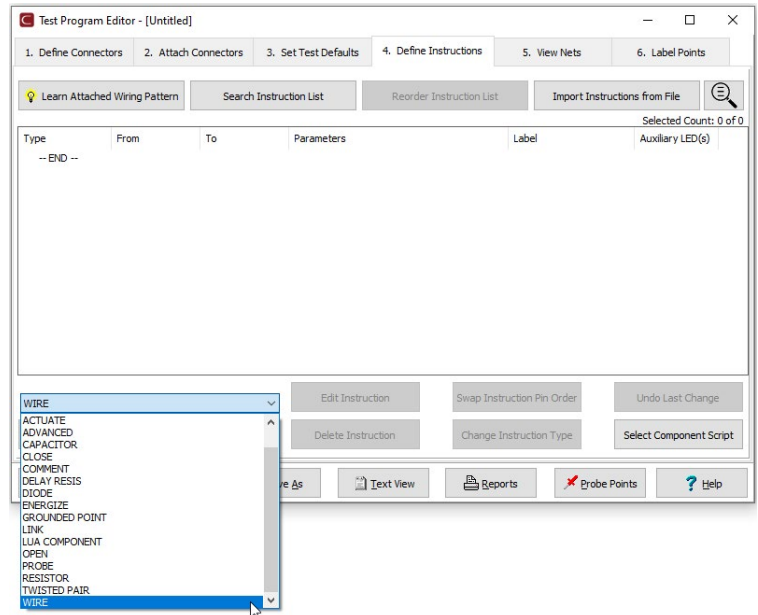 Test Program Editor - [Untitled]
1. Define Connectors
2. Attach Connectors
3. Set Test Defaults
4. Define Instructions
5. View Nets
6. Label Points
Learn Attached Wiring Pattern
Search Instruction List
Reorder Instruction List
Import Instructions from File
Selected Count: 0 of 0
Type From To Parameters Label Auxiliary LED(s)
-- END --
WIRE
Edit Instruction
Swap Instruction Pin Order
Undo Last Change
Delete Instruction
Change Instruction Type
Select Component Script
ACTUATE
ADVANCED
CAPACITOR
CLOSE
COMMENT
DELAY RESIS
DIODE
ENERGIZE
GROUNDED POINT
LINK
LUA COMPONENT
OPEN
PROBE
RESISTOR
TWISTED PAIR
WIRE
As
Text View
Reports
Probe Points
Help